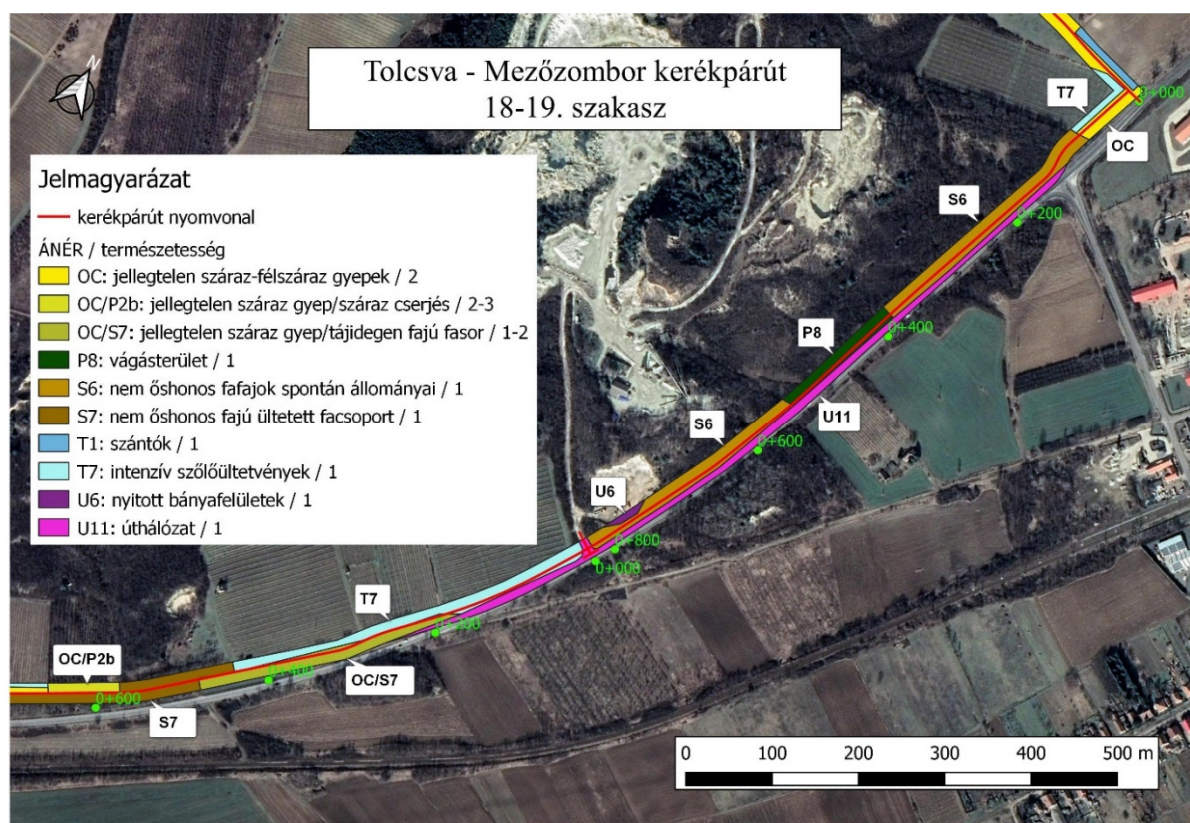 Tolcsva - Mezőzombor kerékpárút
18-19. szakasz
N
Jelmagyarázat
kerékpárút nyomvonal
ÁNÉR / természetesség
OC: jellegtelen száraz-félszáraz gyepek / 2
OC/P2b: jellegtelen száraz gyep/száraz cserjés / 2-3
OC/S7: jellegtelen száraz gyep/tájidegen fajú fasor / 1-2
P8: vágásterület / 1
S6: nem őshonos fafajok spontán állományai / 1
S7: nem őshonos fajú ültetett facsoport / 1
T1: szántók / 1
T7: intenzív szőlőültetvények / 1
U6: nyitott bányafelületek / 1
U11: úthálózat / 1
T7
0+000
OC
S6
0+200
P8
0+400
U11
S6
0+600
U6
0+800
0+000
T7
OC/P2b
OC/S7
0+600
S7
0 100 200 300 400 500 m